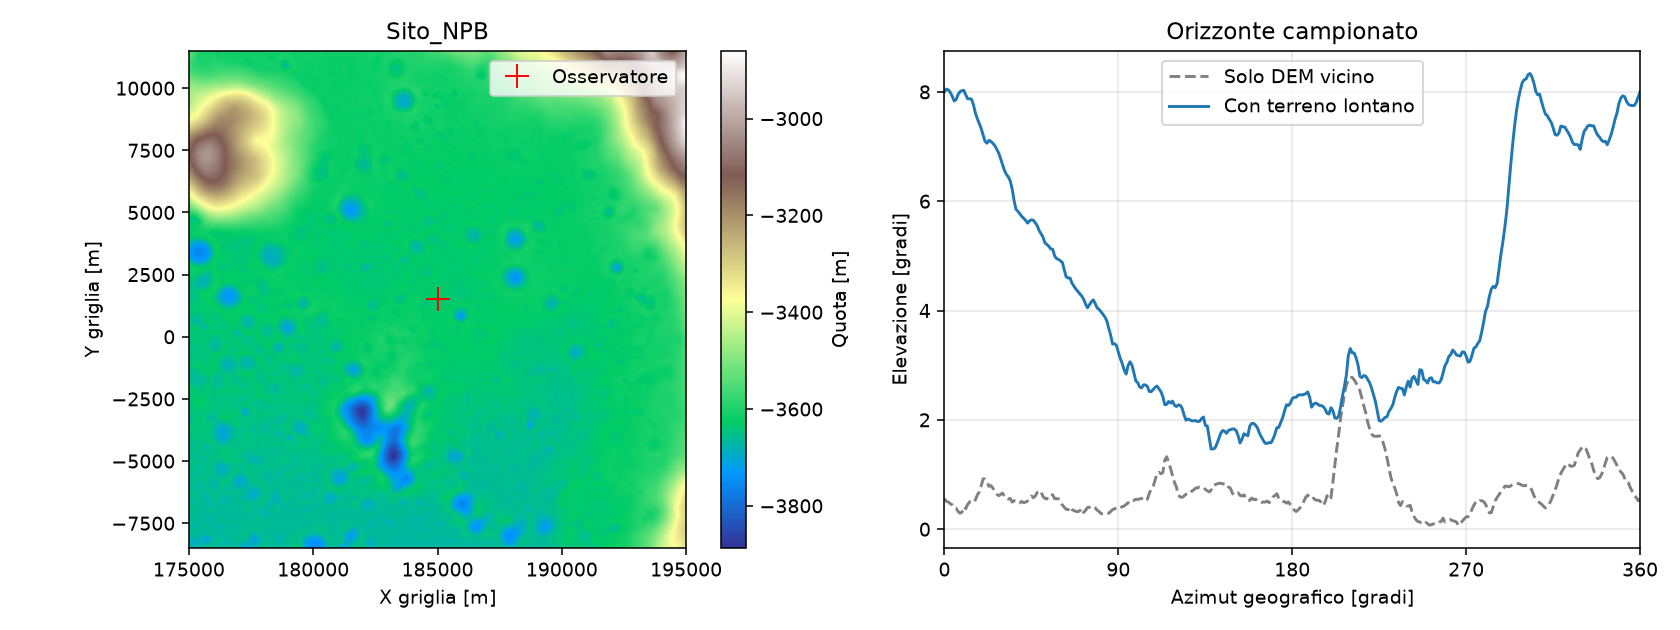 Sito_NPB
Osservatore
Y griglia [m]
10000
7500
5000
2500
0
−2500
−5000
−7500
175000 180000 185000 190000 195000
X griglia [m]
−3000
−3200
−3400
−3600
−3800
Quota [m]
Orizzonte campionato
Solo DEM vicino
Con terreno lontano
Elevazione [gradi]
8
6
4
2
0
0 90 180 270 360
Azimut geografico [gradi]